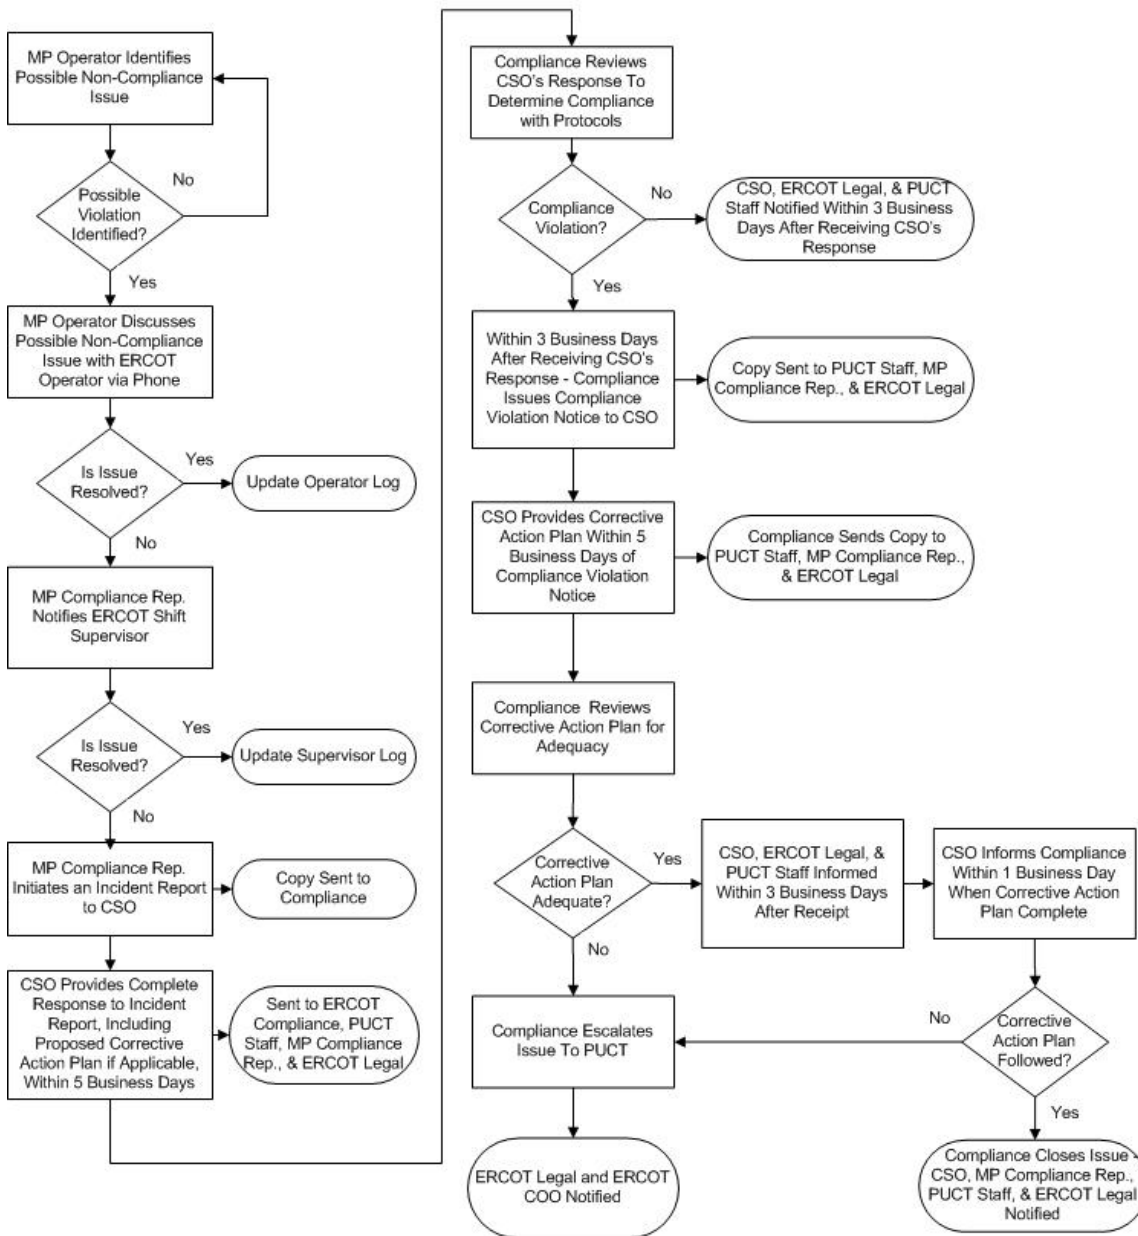 MP Operator Identifies
Possible Non-Compliance
Issue
No
Possible
Violation
Identified?
Yes
MP Operator Discusses
Possible Non-Compliance
Issue with ERCOT
Operator via Phone
Is Issue
Resolved?
Yes
Update Operator Log
No
MP Compliance Rep.
Notifies ERCOT Shift
Supervisor
Is Issue
Resolved?
Yes
Update Supervisor Log
No
MP Compliance Rep.
Initiates an Incident Report
to CSO
Copy Sent to
Compliance
CSO Provides Complete
Response to Incident
Report, Including
Proposed Corrective
Action Plan if Applicable,
Within 5 Business Days
Sent to ERCOT
Compliance, PUCT
Staff, MP Compliance
Rep., & ERCOT Legal
Compliance Reviews
CSO's Response To
Determine Compliance
with Protocols
Compliance
Violation?
No
CSO, ERCOT Legal, & PUCT
Staff Notified Within 3 Business
Days After Receiving CSO's
Response
Yes
Within 3 Business Days
After Receiving CSO's
Response - Compliance
Issues Compliance
Violation Notice to CSO
Copy Sent to PUCT Staff, MP
Compliance Rep., & ERCOT Legal
CSO Provides Corrective
Action Plan Within 5
Business Days of
Compliance Violation
Notice
Compliance Sends Copy to
PUCT Staff, MP Compliance Rep.,
& ERCOT Legal
Compliance Reviews
Corrective Action Plan for
Adequacy
Corrective
Action Plan
Adequate?
Yes
CSO, ERCOT Legal, &
PUCT Staff Informed
Within 3 Business Days
After Receipt
CSO Informs Compliance
Within 1 Business Day
When Corrective Action
Plan Complete
No
Compliance Escalates
Issue To PUCT
No
Corrective
Action Plan
Followed?
Yes
ERCOT Legal and ERCOT
COO Notified
Compliance Closes Issue -
CSO, MP Compliance Rep.,
PUCT Staff, & ERCOT Legal
Notified